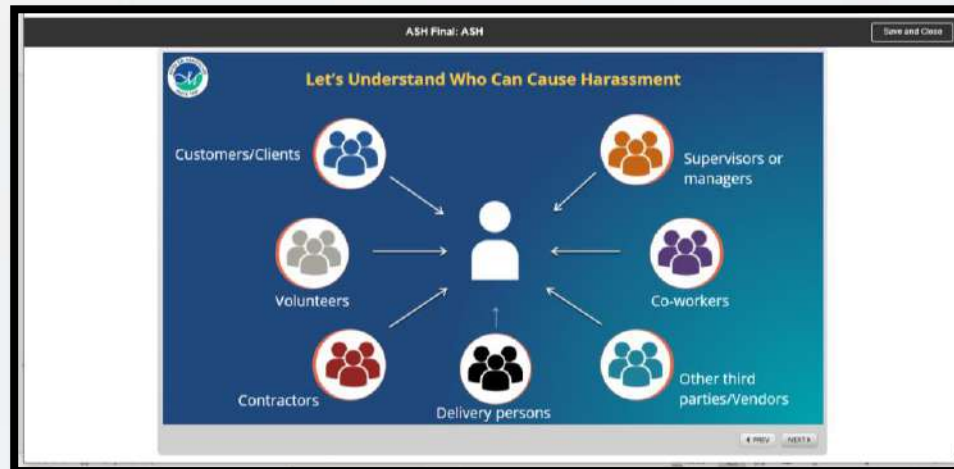 ASH Final: ASH
Save and Close
Let's Understand Who Can Cause Harassment
Customers/Clients
Supervisors or
managers
Volunteers
Co-workers
Contractors
Delivery persons
Other third
parties/Vendors
PREV
NEXT